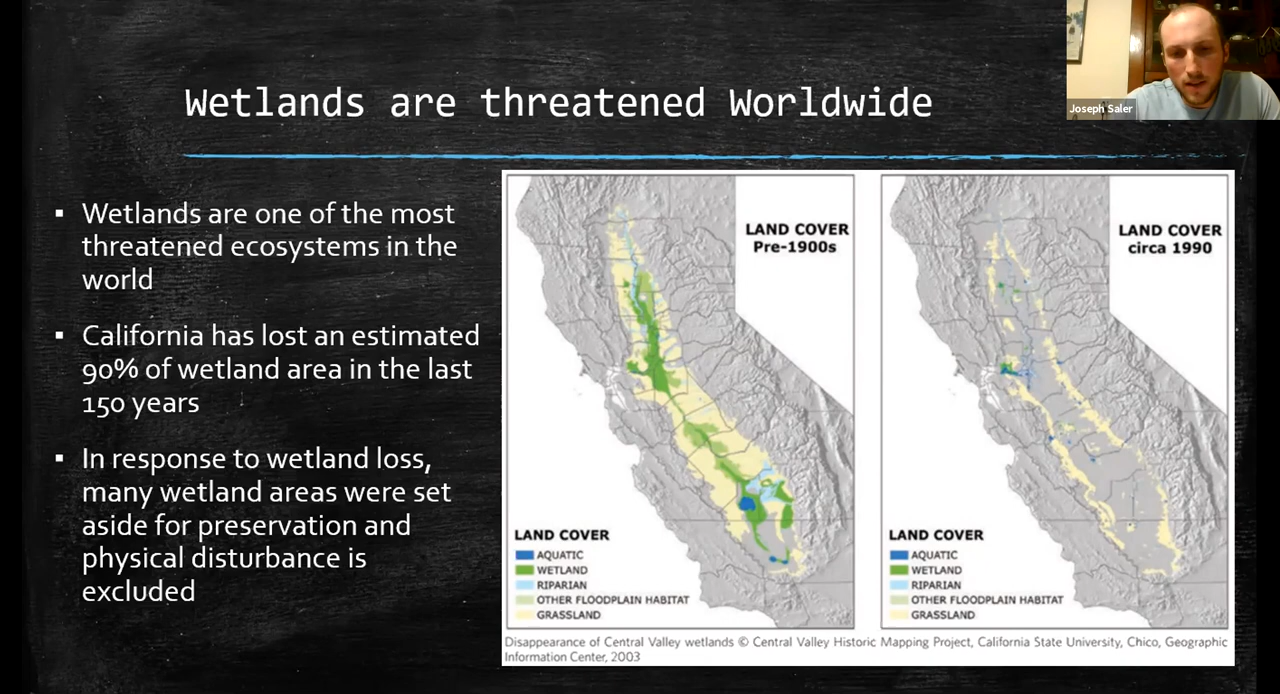 Wetlands are threatened Worldwide
Joseph Saler
▪ Wetlands are one of the most
threatened ecosystems in the
world
▪ California has lost an estimated
90% of wetland area in the last
150 years
▪ In response to wetland loss,
many wetland areas were set
aside for preservation and
physical disturbance is
excluded
LAND COVER
Pre-1900s
LAND COVER
AQUATIC
WETLAND
RIPARIAN
OTHER FLOODPLAIN HABITAT
GRASSLAND
LAND COVER
circa 1990
LAND COVER
AQUATIC
WETLAND
RIPARIAN
OTHER FLOODPLAIN HABITAT
GRASSLAND
Disappearance of Central Valley wetlands © Central Valley Historic Mapping Project, California State University, Chico, Geographic
Information Center, 2003